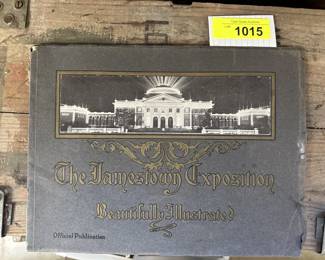 1015
The Jamestown Exposition
Beautifully Illustrated
Official Publication